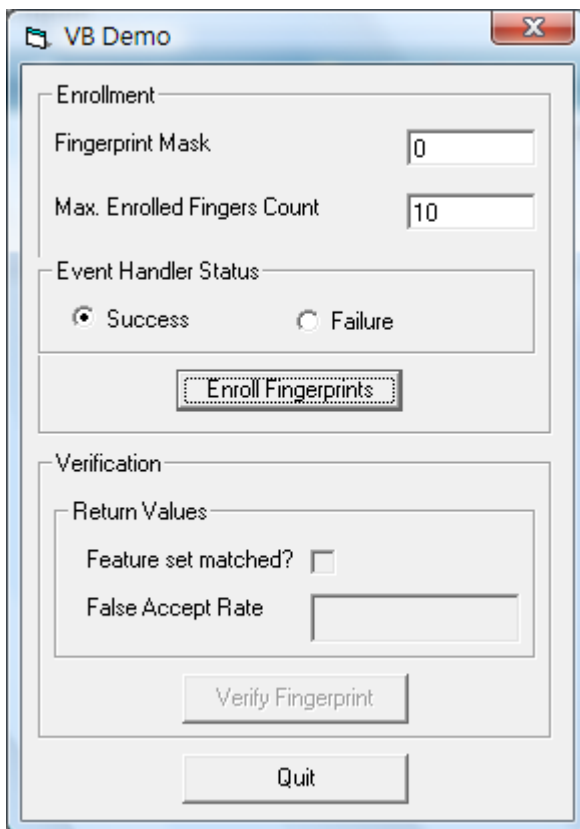 VB Demo
Enrollment
Fingerprint Mask
0
Max. Enrolled Fingers Count
10
Event Handler Status
Success
Failure
Enroll Fingerprints
Verification
Return Values
Feature set matched?
False Accept Rate
Verify Fingerprint
Quit